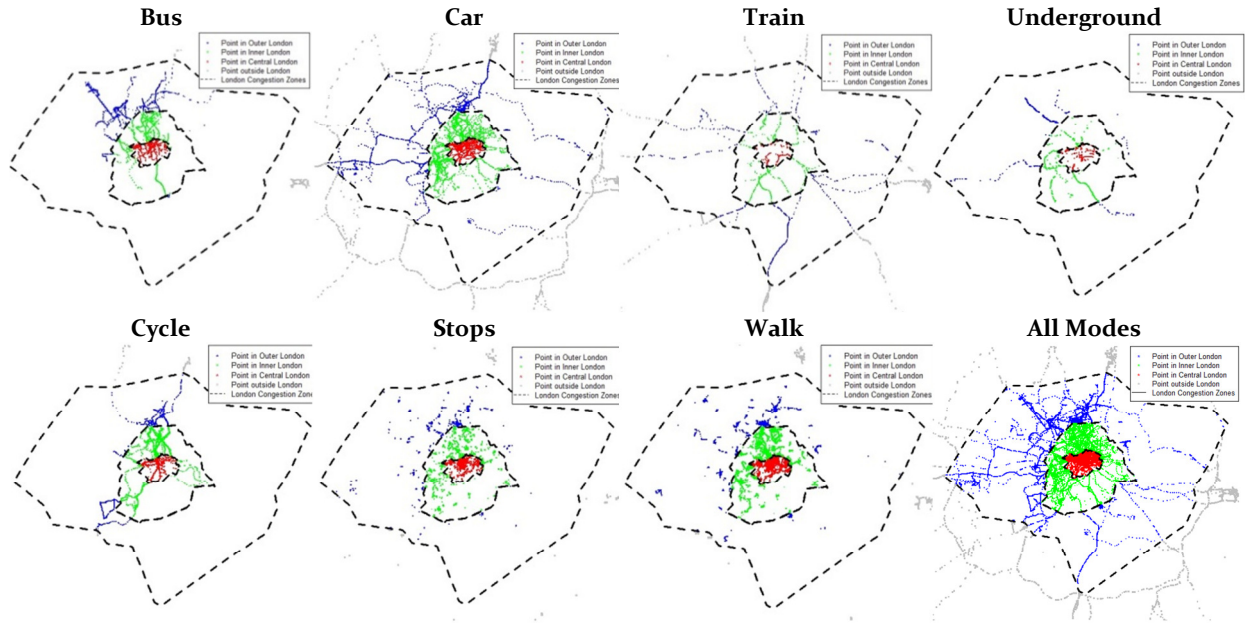 Bus
Car
Train
Underground
Point in Outer London
Point in Inner London
Point in Central London
Point outside London
London Congestion Zones
Point in Outer London
Point in Inner London
Point in Central London
Point outside London
London Congestion Zones
Point in Outer London
Point in Inner London
Point in Central London
Point outside London
London Congestion Zones
Point in Outer London
Point in Inner London
Point in Central London
Point outside London
London Congestion Zones
Cycle
Stops
Walk
All Modes
Point in Outer London
Point in Inner London
Point in Central London
Point outside London
London Congestion Zones
Point in Outer London
Point in Inner London
Point in Central London
Point outside London
London Congestion Zones
Point in Outer London
Point in Inner London
Point in Central London
Point outside London
London Congestion Zones
Point in Outer London
Point in Inner London
Point in Central London
Point outside London
London Congestion Zones